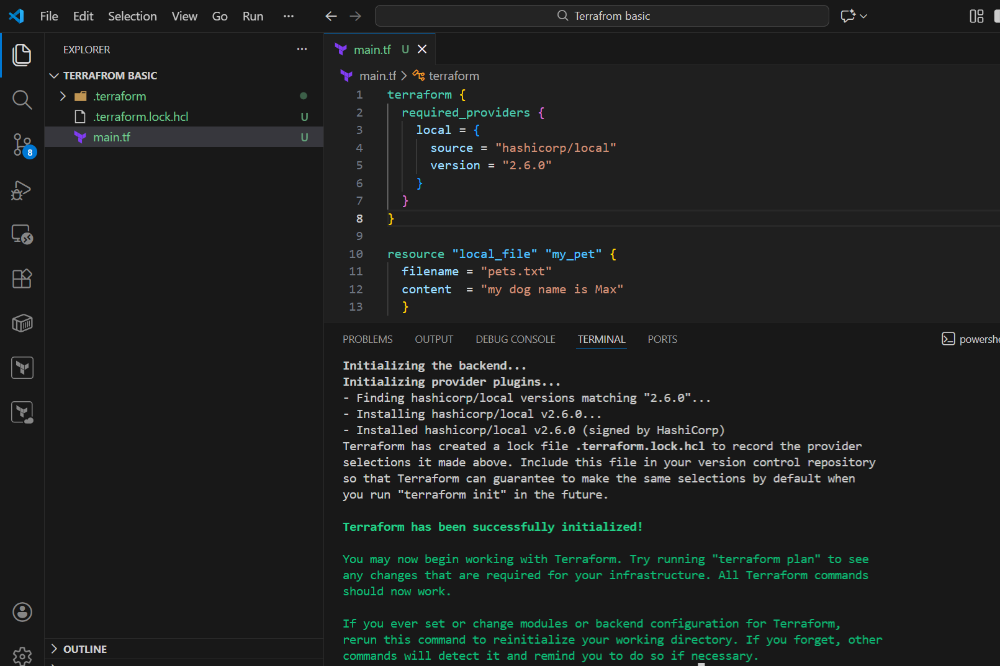 File Edit Selection View Go Run ···
Terrafrom basic
EXPLORER ···
TERRAFROM BASIC
.terraform
.terraform.lock.hcl U
main.tf U
8
OUTLINE
main.tf U
main.tf > terraform
1 terraform {
2 required_providers {
3 local = {
4 source = "hashicorp/local"
5 version = "2.6.0"
6 }
7 }
8 }
9
10 resource "local_file" "my_pet" {
11 filename = "pets.txt"
12 content  = "my dog name is Max"
13 }
PROBLEMS OUTPUT DEBUG CONSOLE TERMINAL PORTS
Initializing the backend...
Initializing provider plugins...
- Finding hashicorp/local versions matching "2.6.0"...
- Installing hashicorp/local v2.6.0...
- Installed hashicorp/local v2.6.0 (signed by HashiCorp)
Terraform has created a lock file .terraform.lock.hcl to record the provider
selections it made above. Include this file in your version control repository
so that Terraform can guarantee to make the same selections by default when
you run "terraform init" in the future.
Terraform has been successfully initialized!
You may now begin working with Terraform. Try running "terraform plan" to see
any changes that are required for your infrastructure. All Terraform commands
should now work.
If you ever set or change modules or backend configuration for Terraform,
rerun this command to reinitialize your working directory. If you forget, other
commands will detect it and remind you to do so if necessary.